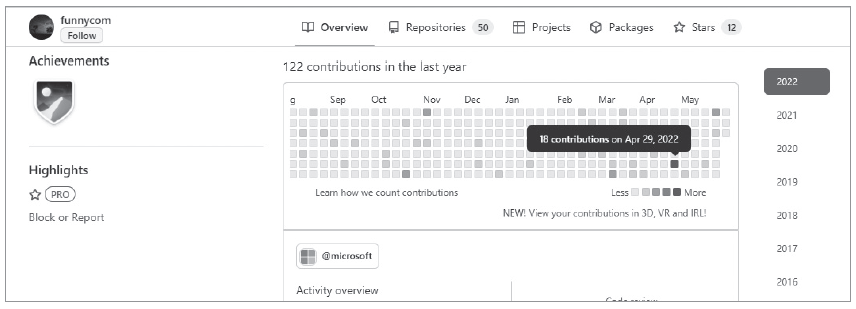 funnycom
Follow
Overview
Repositories 50
Projects
Packages
Stars 12
Achievements
Highlights
PRO
Block or Report
122 contributions in the last year
g Sep Oct Nov Dec Jan Feb Mar Apr May
18 contributions on Apr 29, 2022
Learn how we count contributions
Less More
NEW! View your contributions in 3D, VR and IRL!
@microsoft
Activity overview
Code review
2022
2021
2020
2019
2018
2017
2016